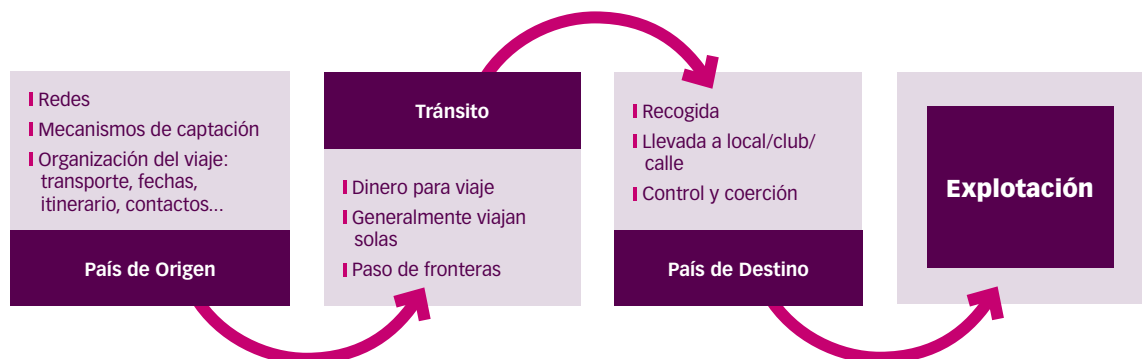 Redes
Mecanismos de captación
Organización del viaje:
transporte, fechas,
itinerario, contactos...
País de Origen
Tránsito
Dinero para viaje
Generalmente viajan
solas
Paso de fronteras
Recogida
Llevada a local/club/
calle
Control y coerción
País de Destino
Explotación